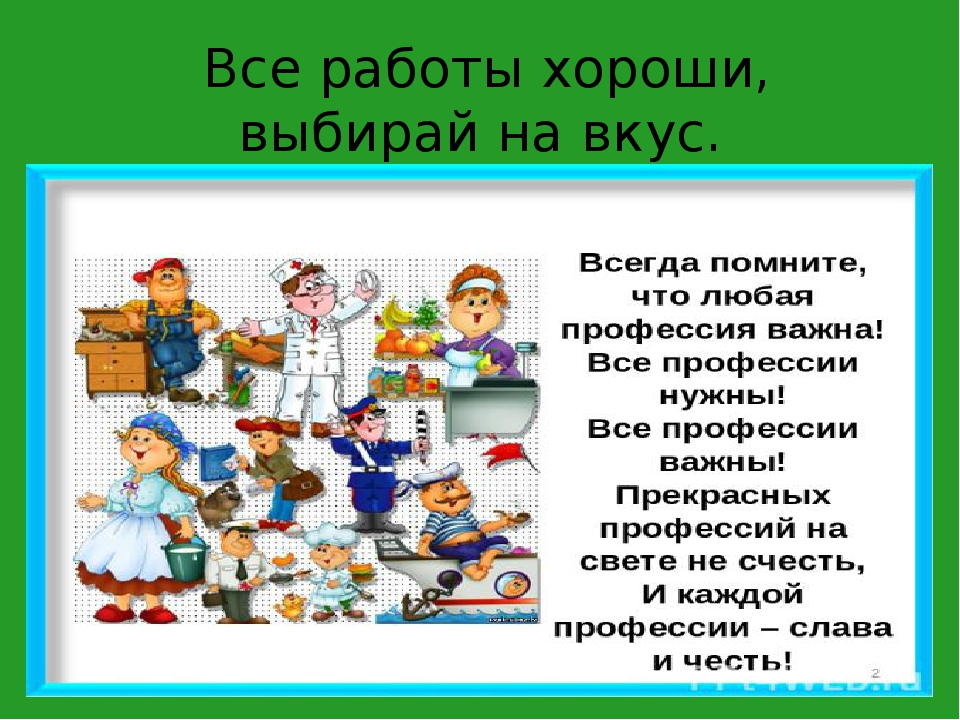 Все работы хороши,
выбирай на вкус.
Всегда помните,
что любая
профессия важна!
Все профессии
нужны!
Все профессии
важны!
Прекрасных
профессий на
свете не счесть,
И каждой
профессии – слава
и честь!
2